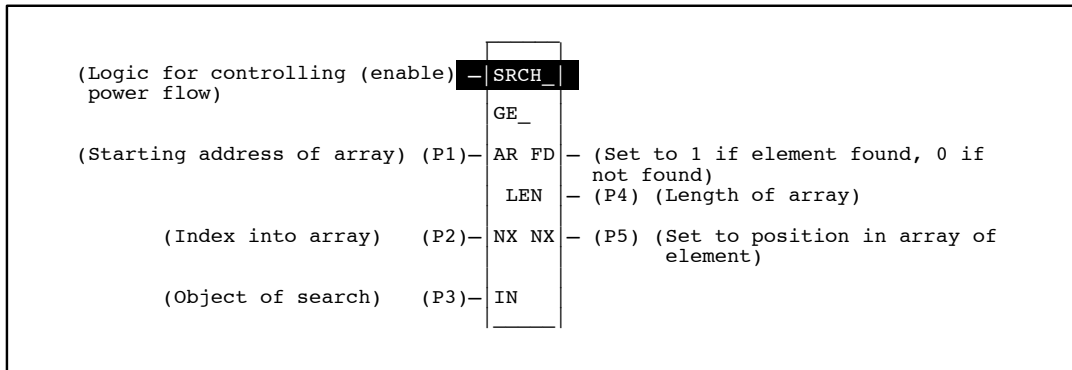 (Logic for controlling (enable) — SRCH_
power flow)
GE_
(Starting address of array) (P1)— AR FD — (Set to 1 if element found, 0 if
not found)
LEN — (P4) (Length of array)
(Index into array) (P2)— NX NX — (P5) (Set to position in array of
element)
(Object of search) (P3)— IN